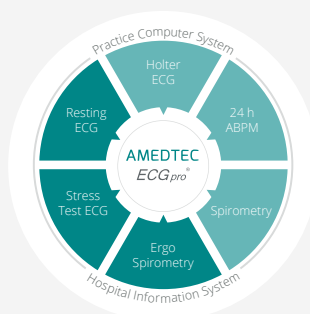 Practice Computer System
Holter
ECG
Resting
ECG
24 h
ABPM
AMEDTEC
ECGpro®
Stress
Test ECG
Spirometry
Ergo
Spirometry
Hospital Information System